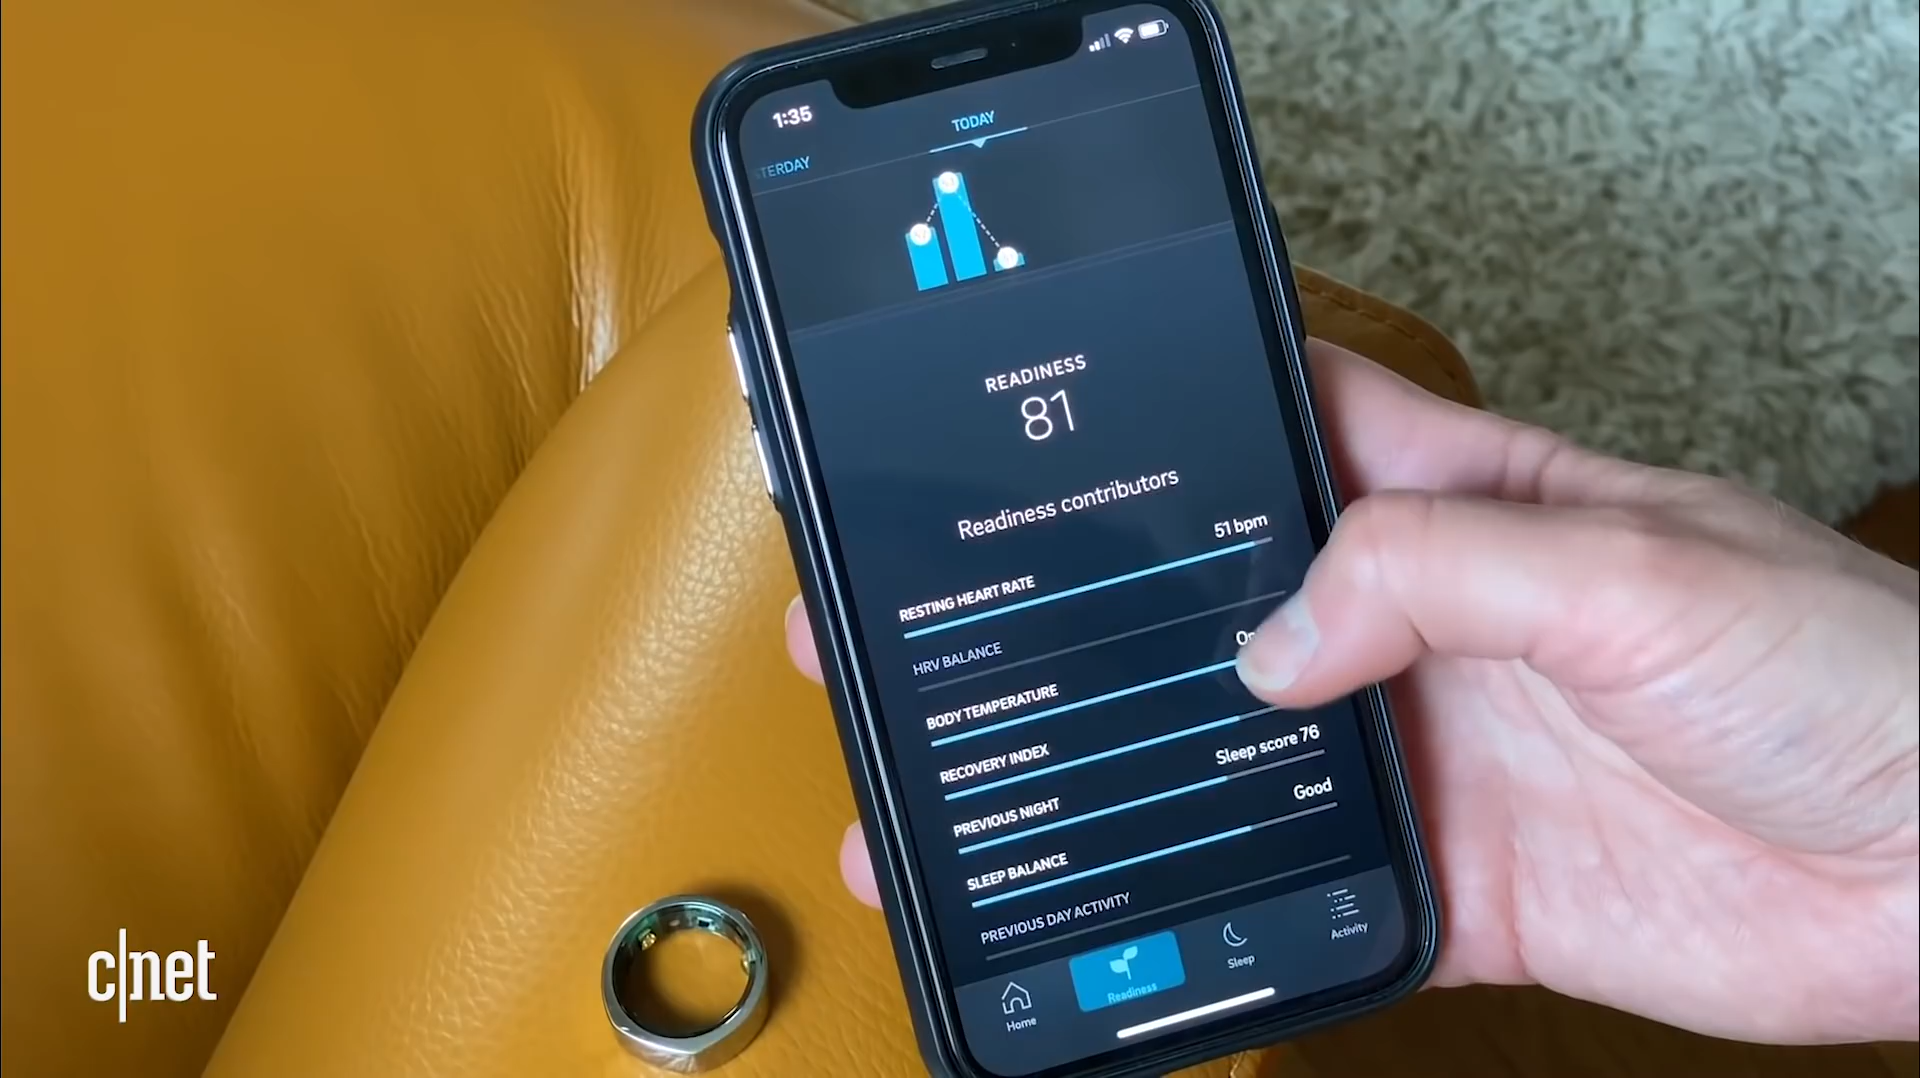 1:35
TODAY
TERDAY
READINESS
81
Readiness contributors
51 bpm
RESTING HEART RATE
HRV BALANCE
BODY TEMPERATURE
RECOVERY INDEX
Sleep score 76
PREVIOUS NIGHT
Good
SLEEP BALANCE
PREVIOUS DAY ACTIVITY
Home
Readiness
Sleep
Activity
c|net